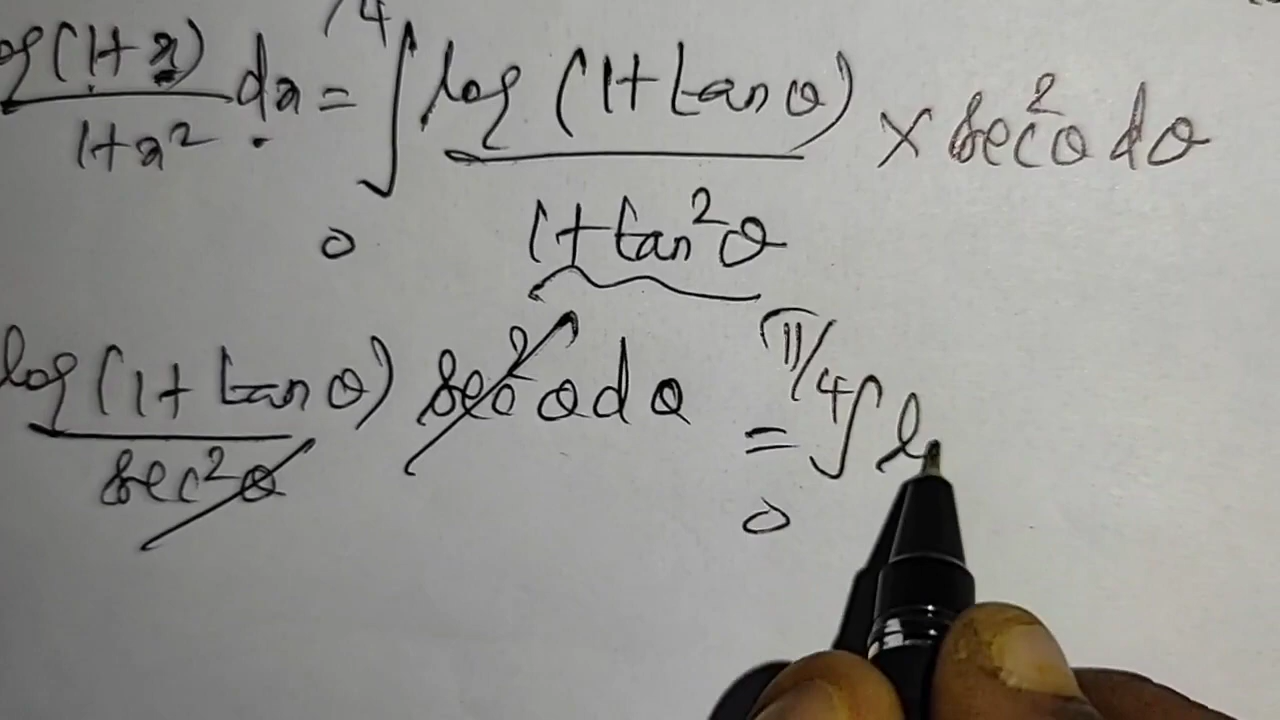 og(1+x)/1+x² dx = ∫₀^/4 log(1+tanθ)/1+tan²θ × sec²θ dθ
log(1+tanθ)/sec²θ sec²θ dθ = ∫₀^π/4 l